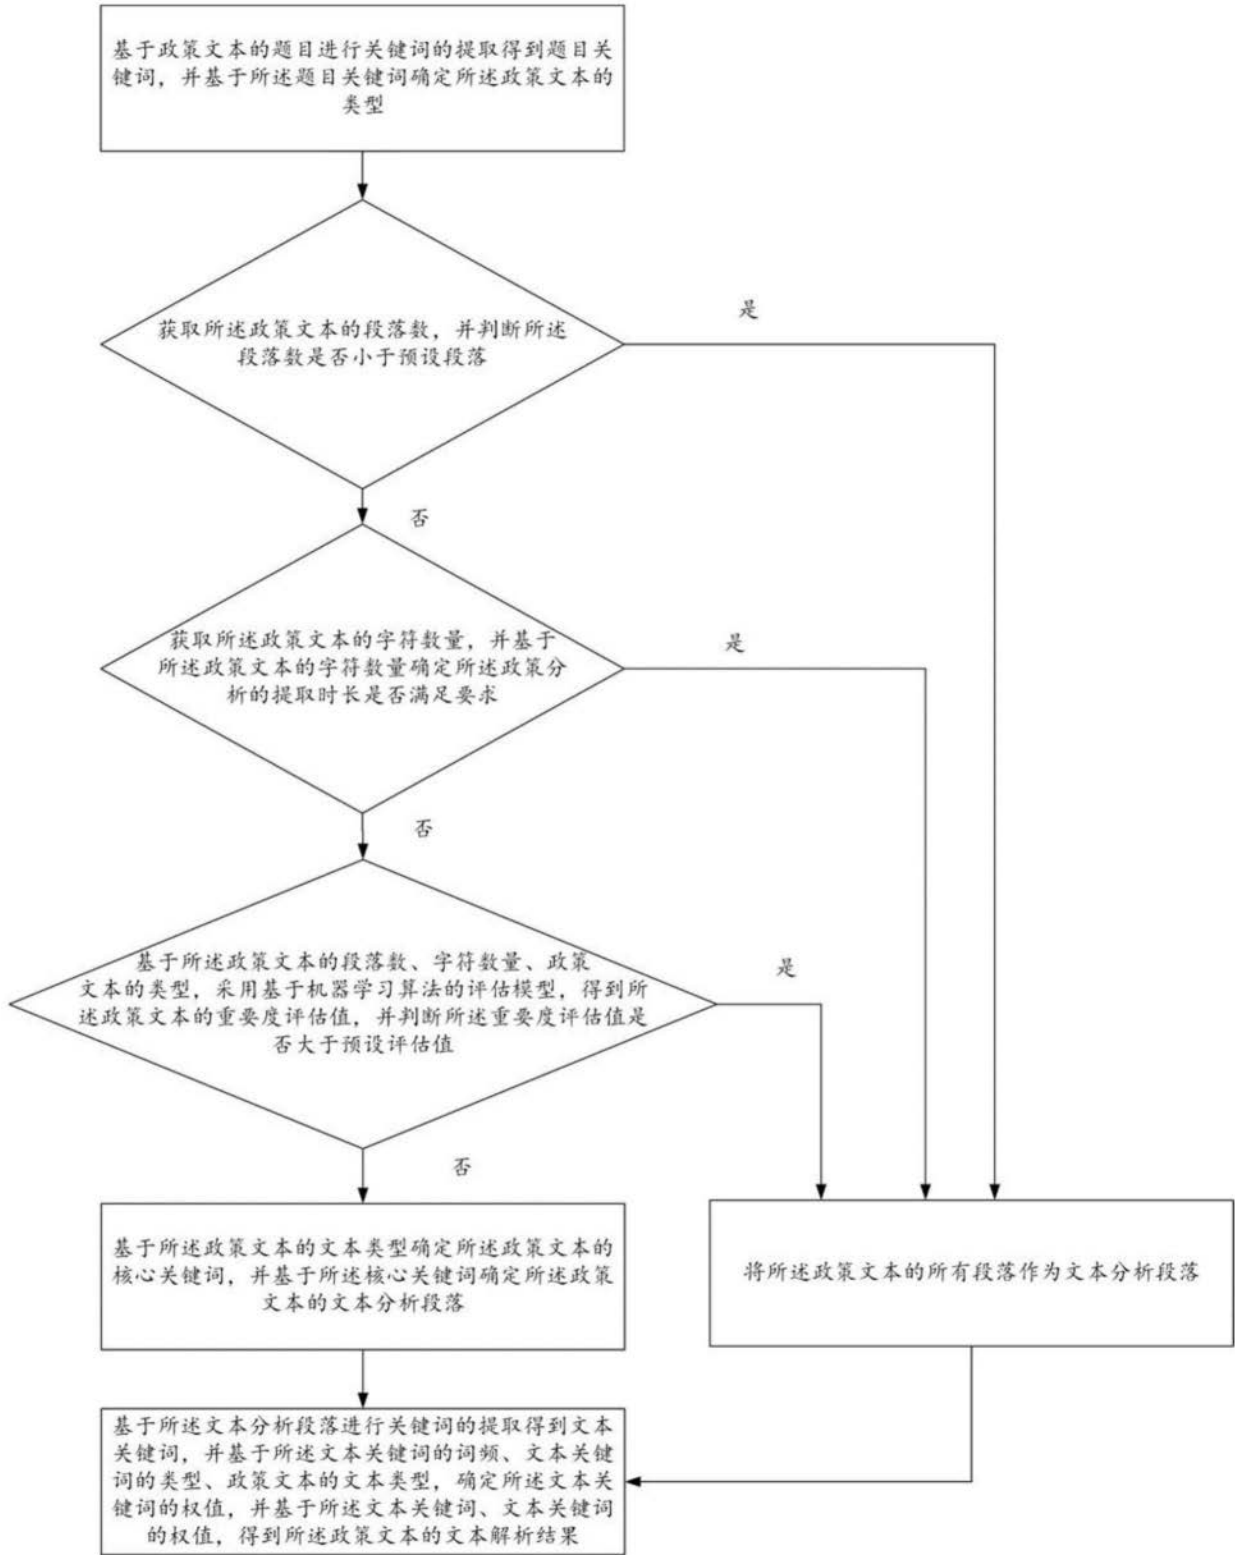 基于政策文本的题目进行关键词的提取得到题目关
键词，并基于所述题目关键词确定所述政策文本的
类型
是
获取所述政策文本的段落数，并判断所述
段落数是否小于预设段落
否
是
获取所述政策文本的字符数量，并基于
所述政策文本的字符数量确定所述政策分
析的提取时长是否满足要求
否
是
基于所述政策文本的段落数、字符数量、政策
文本的类型，采用基于机器学习算法的评估模型，得到所
述政策文本的重要度评估值，并判断所述重要度评估值是
否大于预设评估值
否
基于所述政策文本的文本类型确定所述政策文本的
核心关键词，并基于所述核心关键词确定所述政策
文本的文本分析段落
将所述政策文本的所有段落作为文本分析段落
基于所述文本分析段落进行关键词的提取得到文本
关键词，并基于所述文本关键词的词频、文本关键
词的类型、政策文本的文本类型，确定所述文本关
键词的权值，并基于所述文本关键词、文本关键词
的权值，得到所述政策文本的文本解析结果